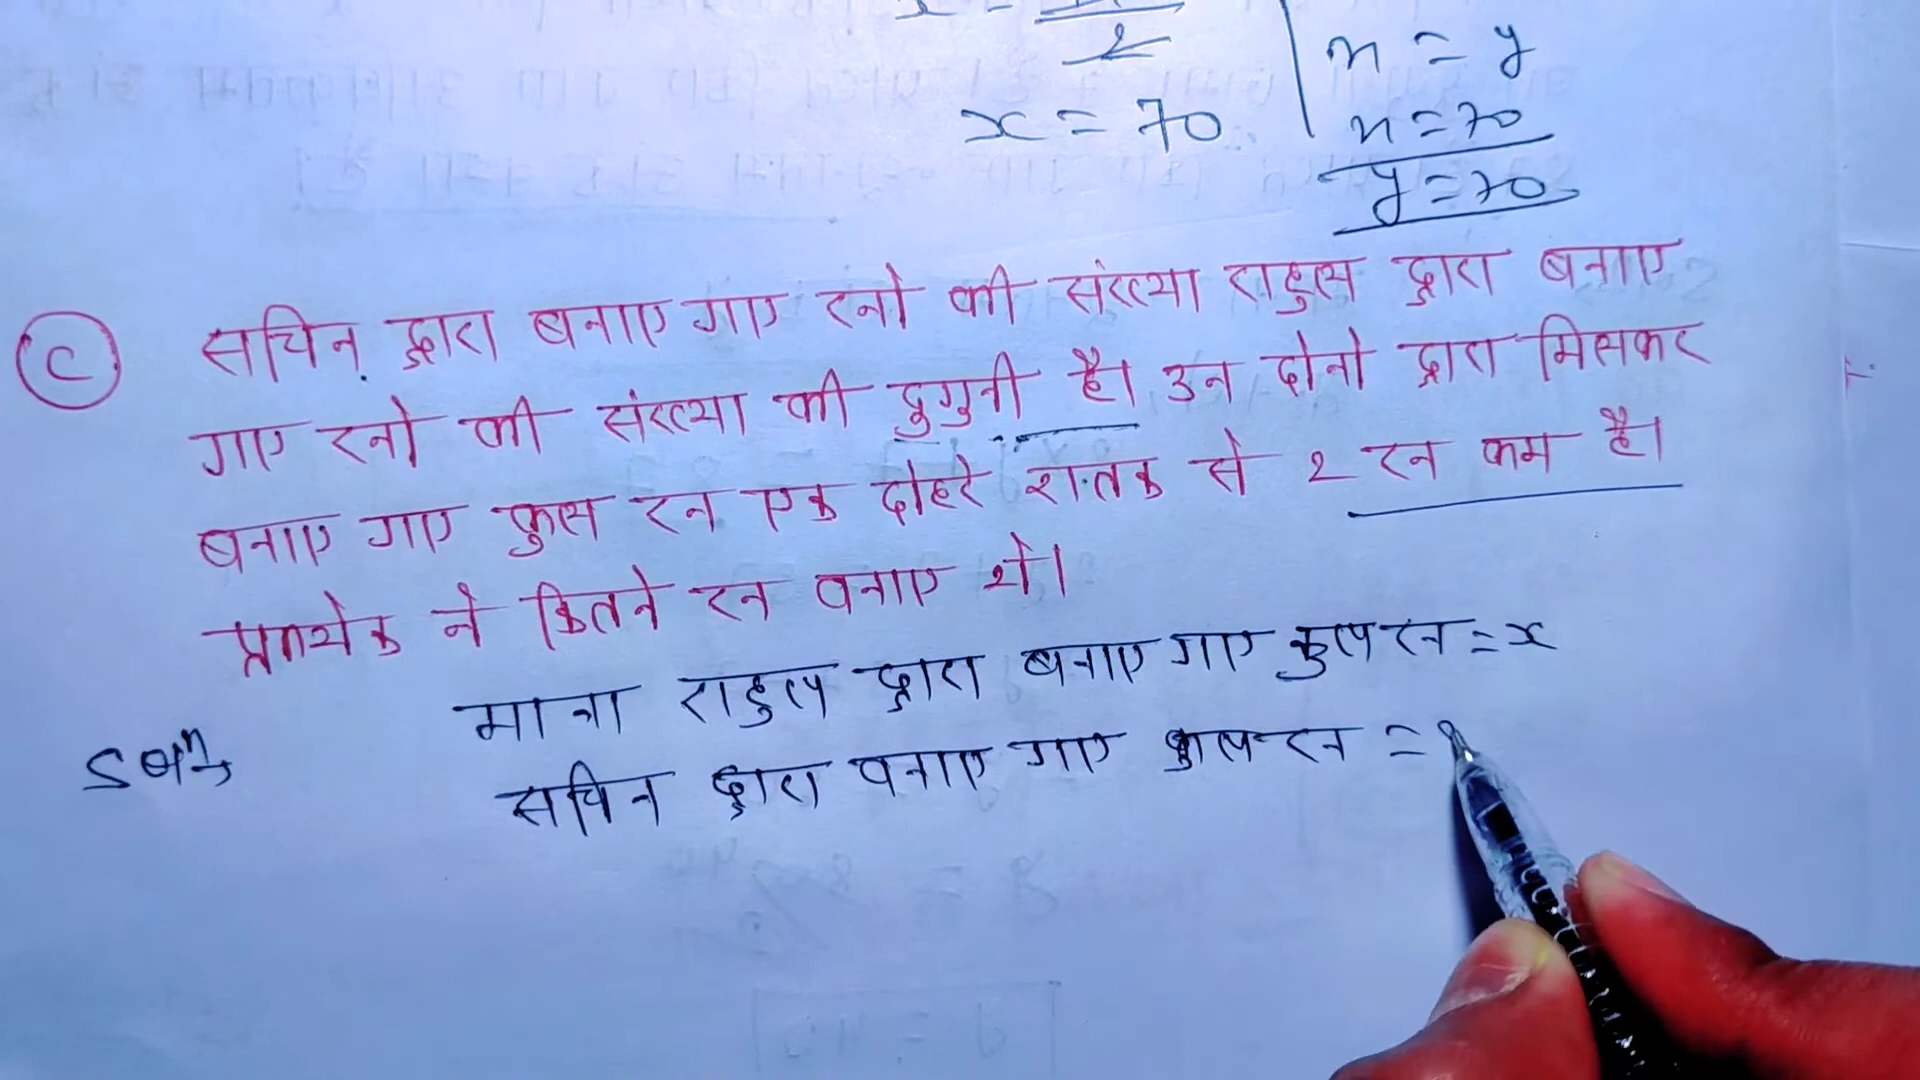 2
x = 70
x = y
x = 70
y = 70
C सचिन द्वारा बनाए गए रनो की संख्या राहुल द्वारा बनाए
गए रनो की संख्या की दुगुनी है। उन दोनो द्वारा मिलकर
बनाए गए कुल रन एक दोहरे शतक से 2 रन कम है।
प्रत्येक ने कितने रन बनाए थे।
माना राहुल द्वारा बनाए गए कुल रन = x
Soln
सचिन द्वारा बनाए गए कुल रन =